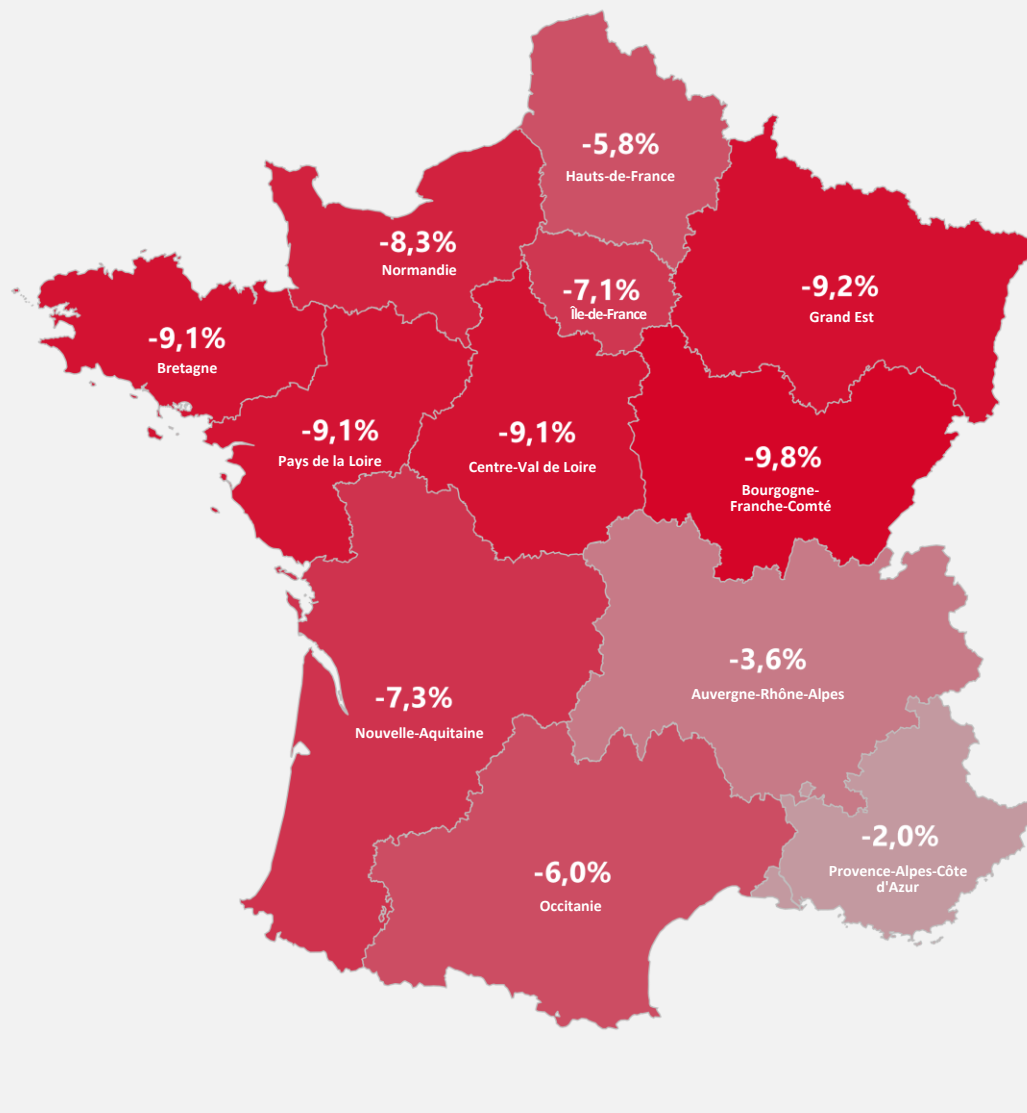 -5,8%
Hauts-de-France
-8,3%
Normandie
-7,1%
Île-de-France
-9,2%
Grand Est
-9,1%
Bretagne
-9,1%
Pays de la Loire
-9,1%
Centre-Val de Loire
-9,8%
Bourgogne-
Franche-Comté
-3,6%
Auvergne-Rhône-Alpes
-7,3%
Nouvelle-Aquitaine
-2,0%
Provence-Alpes-Côte
d'Azur
-6,0%
Occitanie